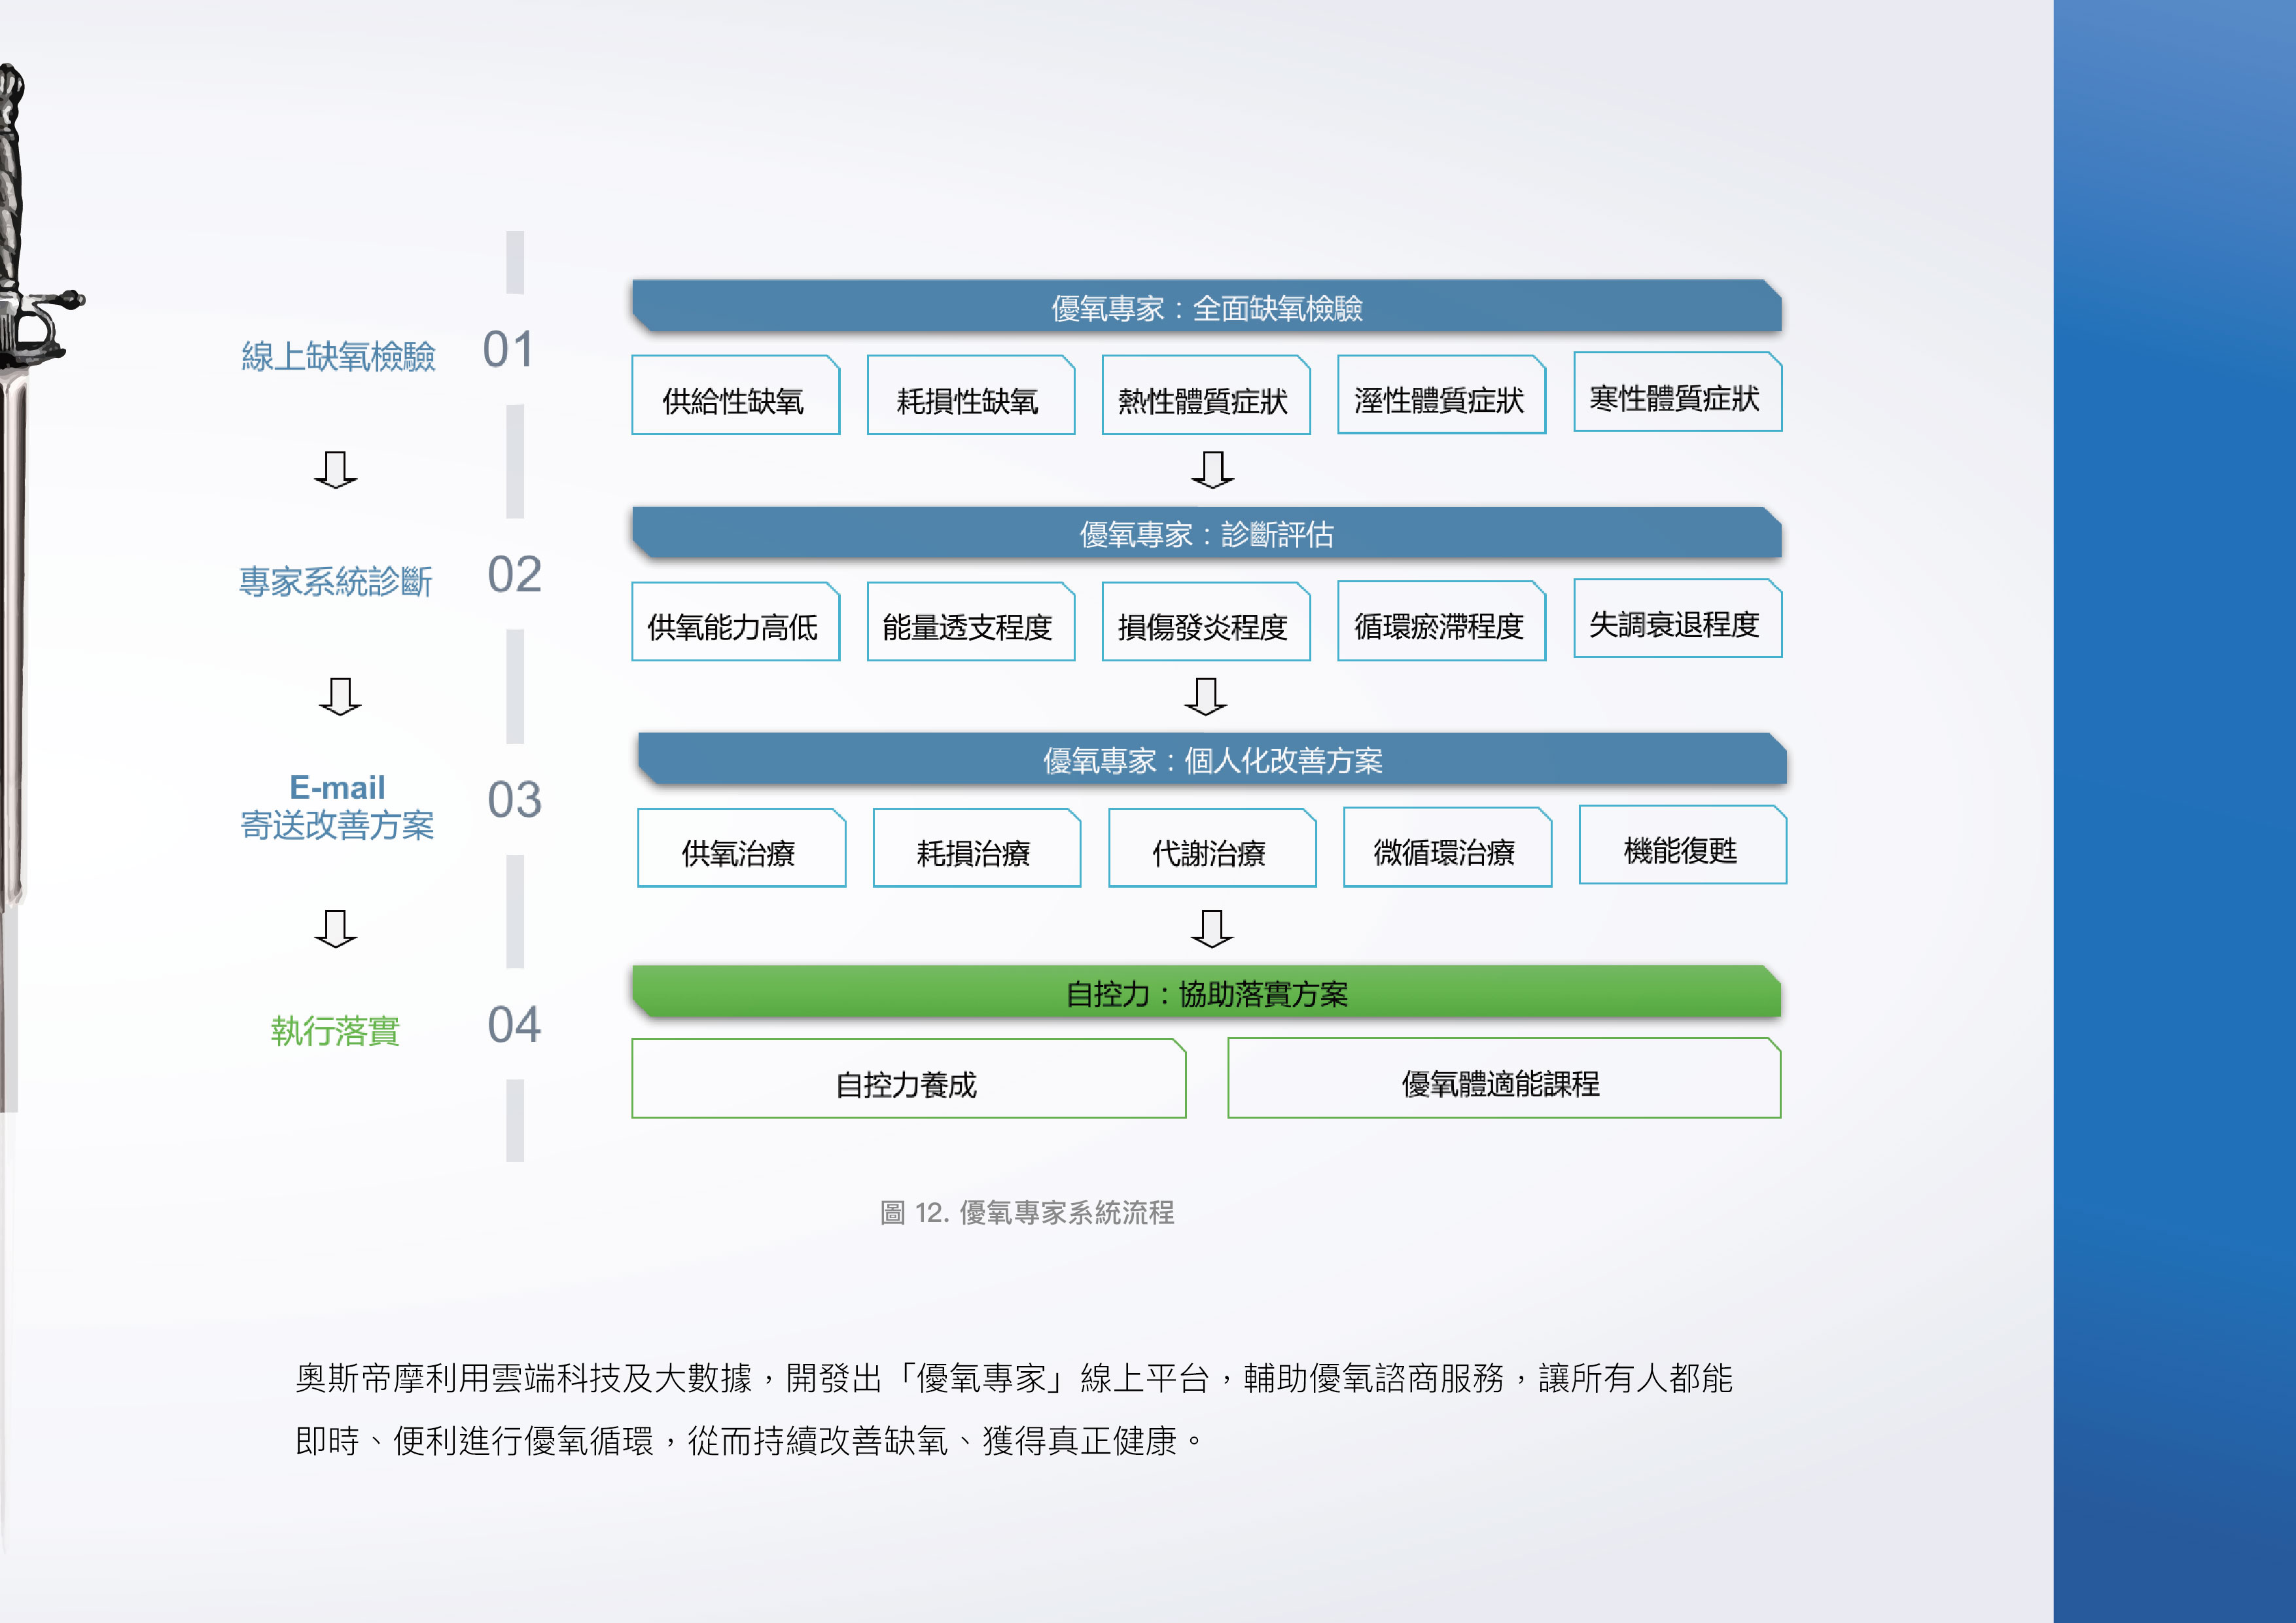 優氧專家：全面缺氧檢驗
線上缺氧檢驗 01
供給性缺氧 耗損性缺氧 熱性體質症狀 溼性體質症狀 寒性體質症狀
優氧專家：診斷評估
專家系統診斷 02
供氧能力高低 能量透支程度 損傷發炎程度 循環瘀滯程度 失調衰退程度
優氧專家：個人化改善方案
E-mail
寄送改善方案 03
供氧治療 耗損治療 代謝治療 微循環治療 機能復甦
自控力：協助落實方案
執行落實 04
自控力養成 優氧體適能課程
圖 12. 優氧專家系統流程
奧斯帝摩利用雲端科技及大數據，開發出「優氧專家」線上平台，輔助優氧諮商服務，讓所有人都能
即時、便利進行優氧循環，從而持續改善缺氧、獲得真正健康。